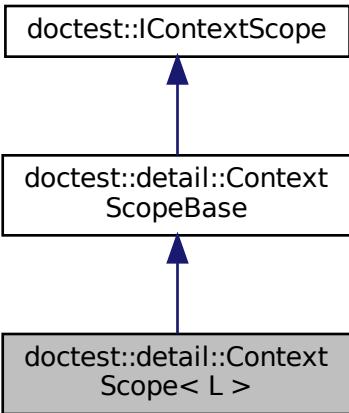 doctest::IContextScope
doctest::detail::Context
ScopeBase
doctest::detail::Context
Scope< L >